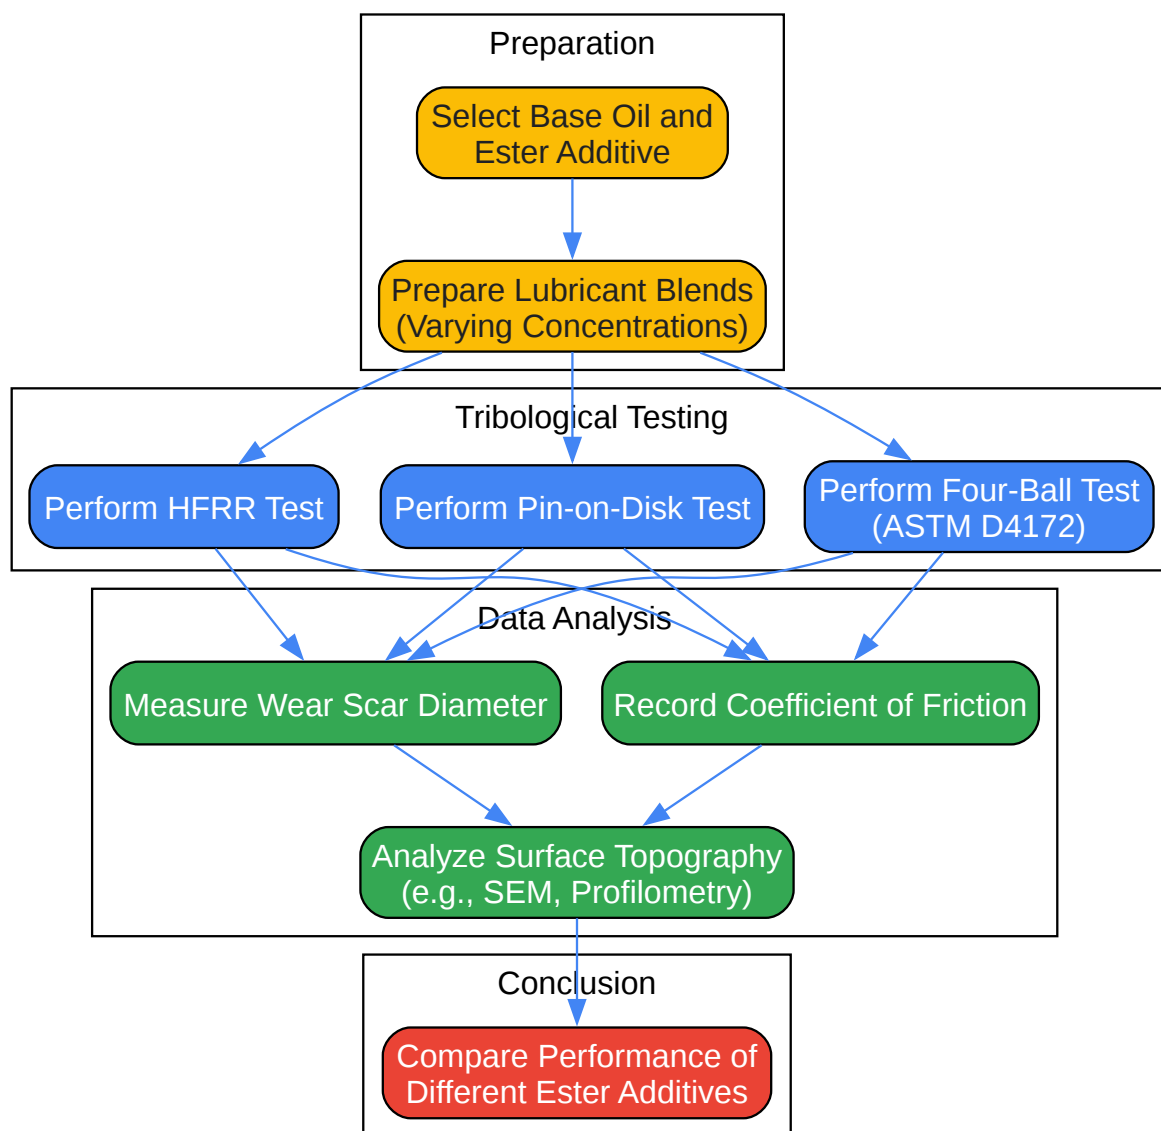 Preparation
Select Base Oil and
Ester Additive
Prepare Lubricant Blends
(Varying Concentrations)
Tribological Testing
Perform HFRR Test
Perform Pin-on-Disk Test
Perform Four-Ball Test
(ASTM D4172)
Data Analysis
Measure Wear Scar Diameter
Record Coefficient of Friction
Analyze Surface Topography
(e.g., SEM, Profilometry)
Conclusion
Compare Performance of
Different Ester Additives